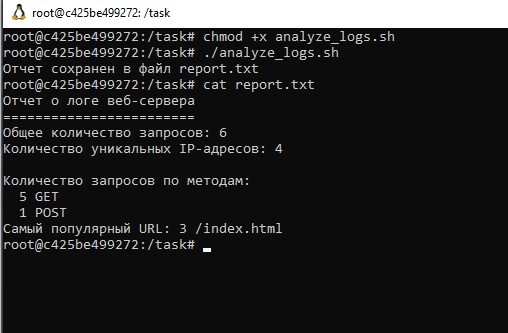 root@c425be499272: /task
root@c425be499272:/task# chmod +x analyze_logs.sh
root@c425be499272:/task# ./analyze_logs.sh
Отчет сохранен в файл report.txt
root@c425be499272:/task# cat report.txt
Отчет о логе веб-сервера
========================
Общее количество запросов: 6
Количество уникальных IP-адресов: 4

Количество запросов по методам:
  5 GET
  1 POST
Самый популярный URL: 3 /index.html
root@c425be499272:/task#